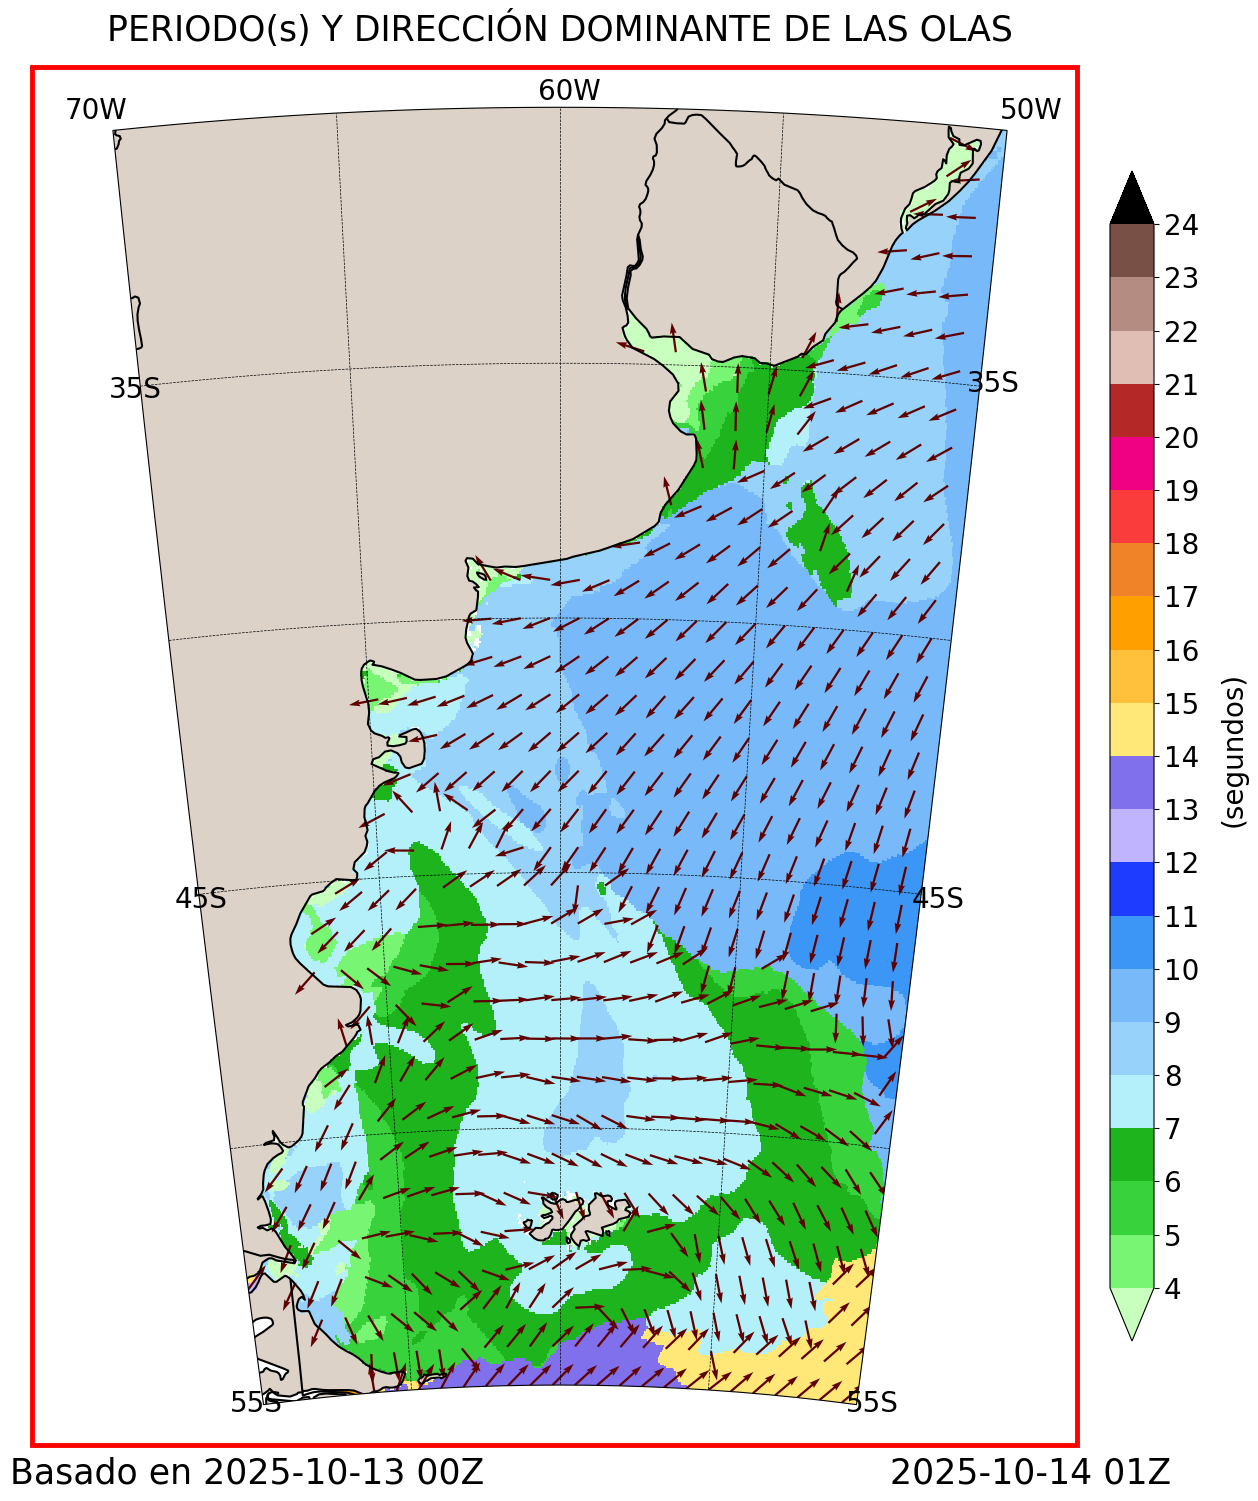 PERIODO(s) Y DIRECCIÓN DOMINANTE DE LAS OLAS
70W
60W
50W
35S
35S
45S
45S
55S
55S
24
23
22
21
20
19
18
17
16
15
14
13
12
11
10
9
8
7
6
5
4
(segundos)
Basado en 2025-10-13 00Z
2025-10-14 01Z